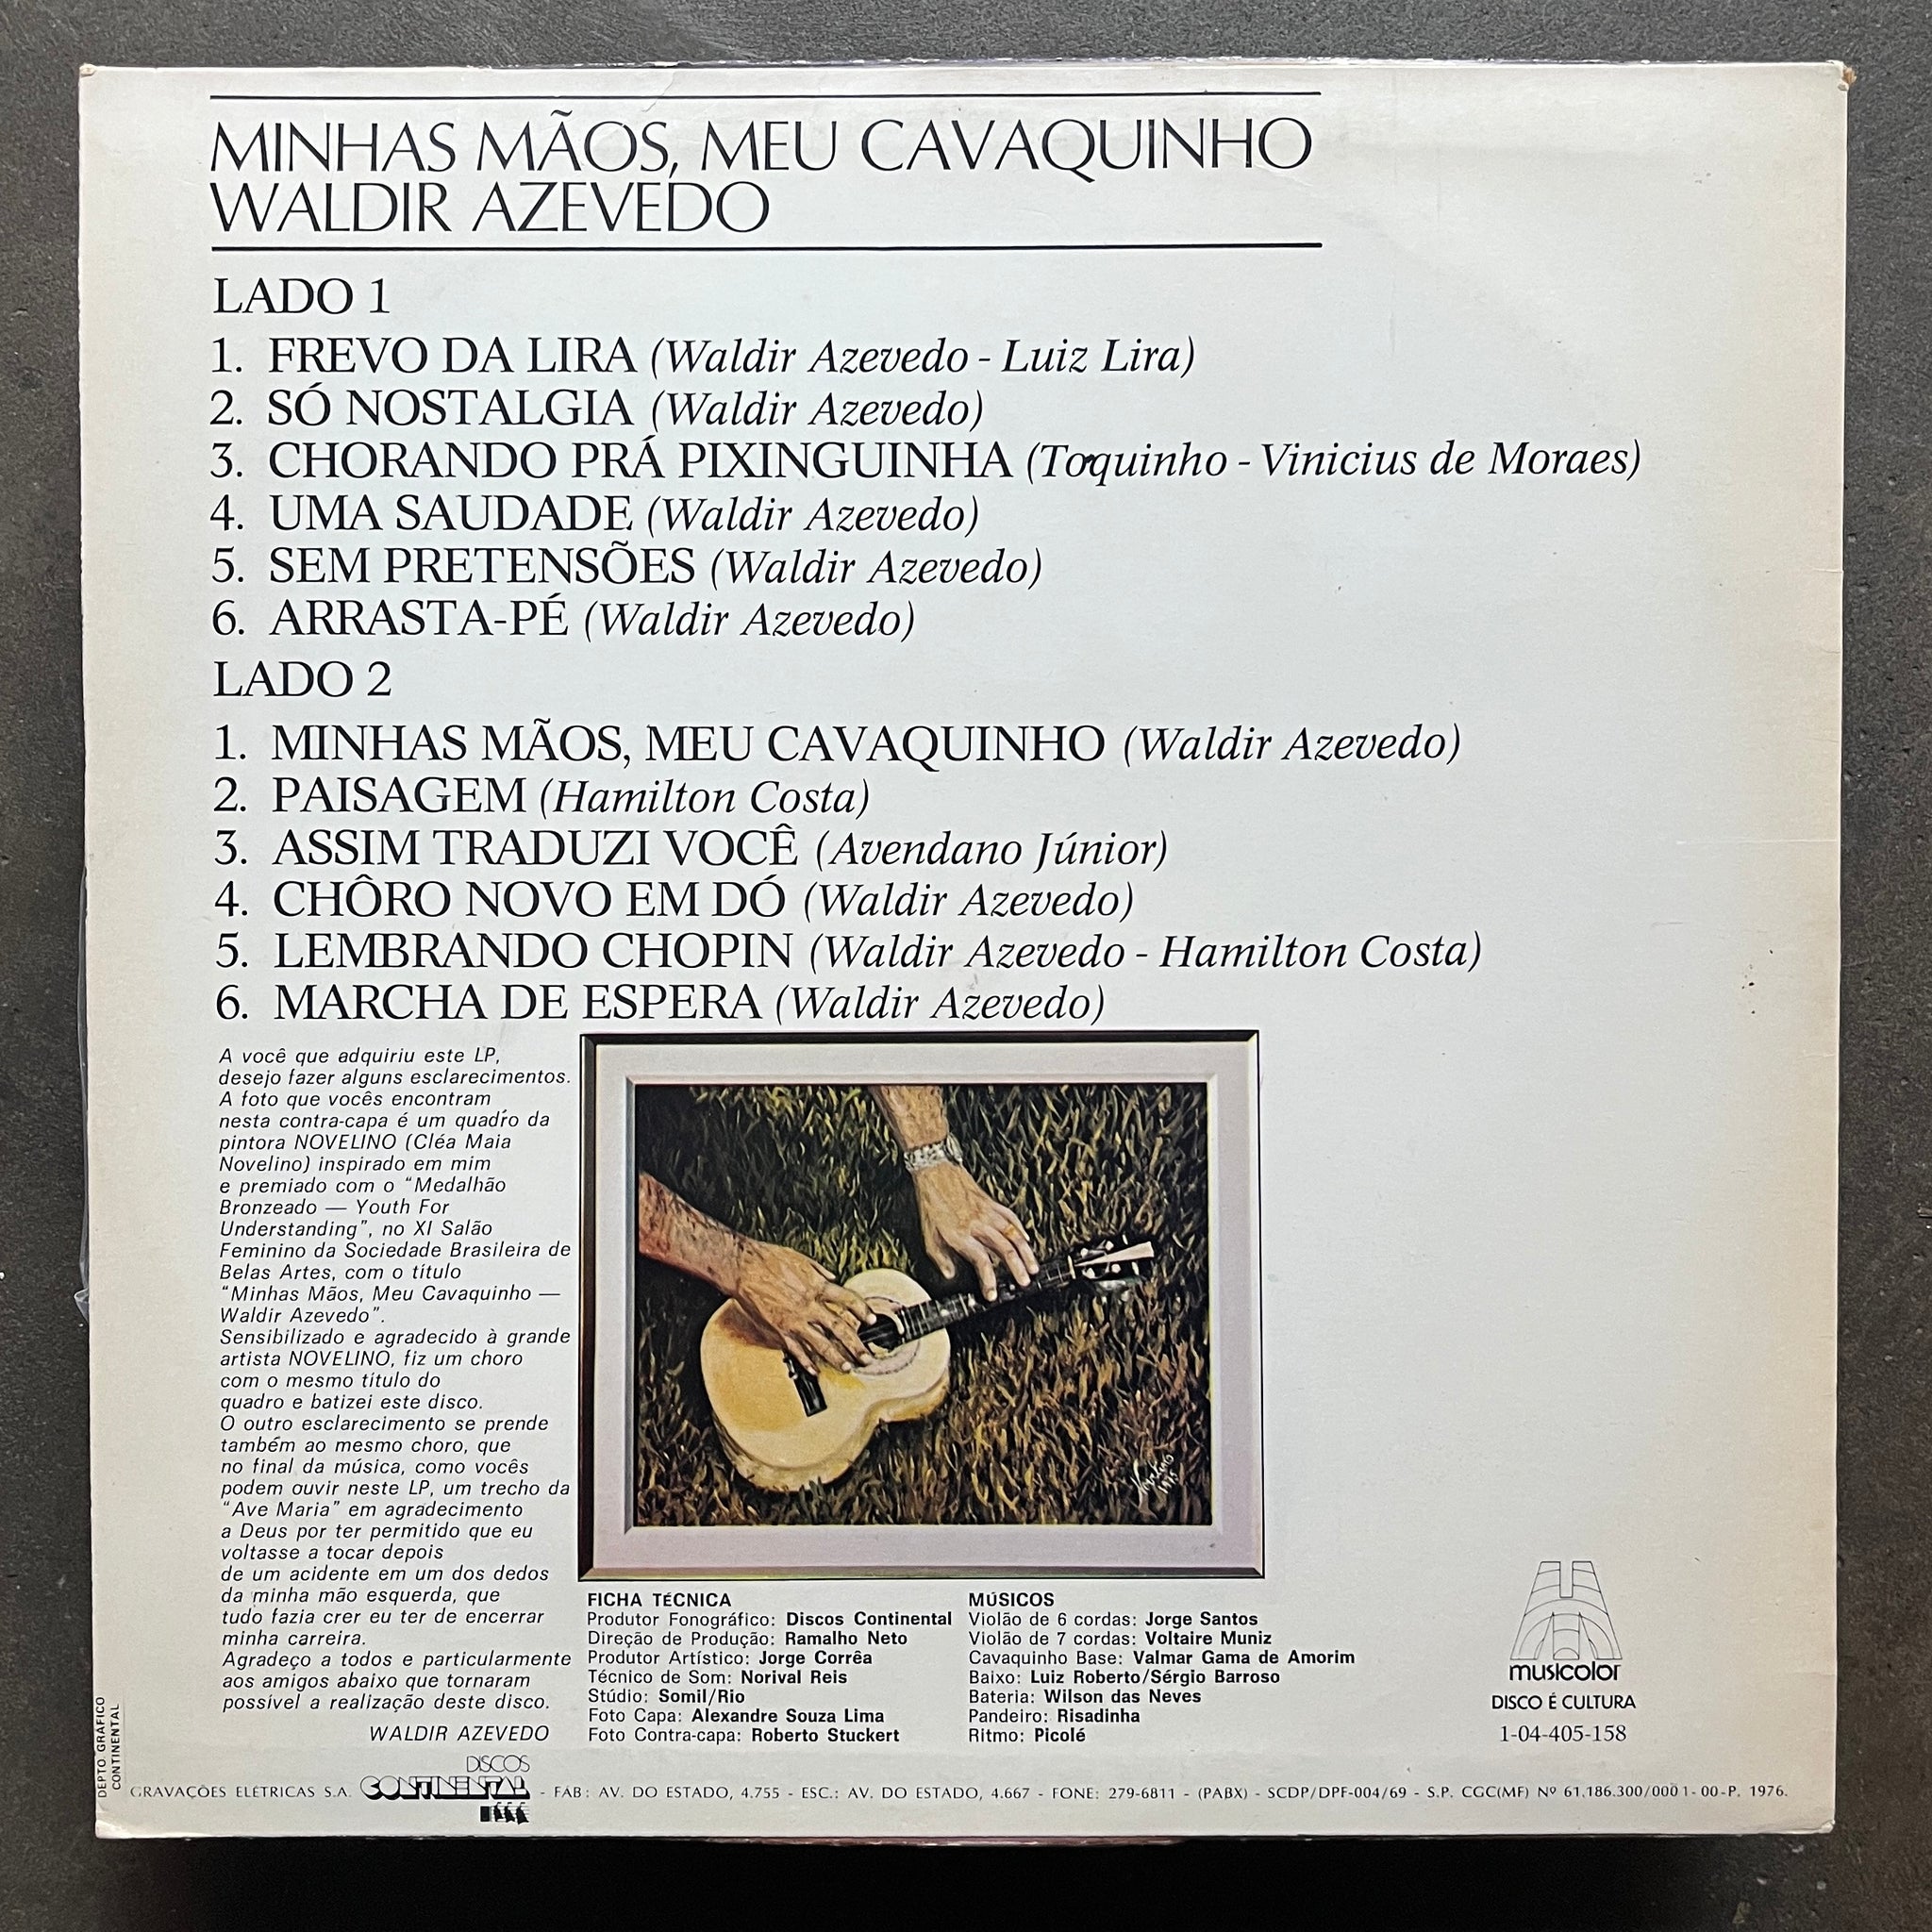 MINHAS MÃOS, MEU CAVAQUINHO
WALDIR AZEVEDO
LADO 1
1. FREVO DA LIRA (Waldir Azevedo - Luiz Lira)
2. SÓ NOSTALGIA (Waldir Azevedo)
3. CHORANDO PRÁ PIXINGUINHA (Toquinho - Vinicius de Moraes)
4. UMA SAUDADE (Waldir Azevedo)
5. SEM PRETENSÕES (Waldir Azevedo)
6. ARRASTA-PÉ (Waldir Azevedo)
LADO 2
1. MINHAS MÃOS, MEU CAVAQUINHO (Waldir Azevedo)
2. PAISAGEM (Hamilton Costa)
3. ASSIM TRADUZI VOCÊ (Avendano Júnior)
4. CHÔRO NOVO EM DÓ (Waldir Azevedo)
5. LEMBRANDO CHOPIN (Waldir Azevedo - Hamilton Costa)
6. MARCHA DE ESPERA (Waldir Azevedo)
A você que adquiriu este LP,
desejo fazer alguns esclarecimentos.
A foto que vocês encontram
nesta contra-capa é um quadro da
pintora NOVELINO (Cléa Maia
Novelino) inspirado em mim
e premiado com o “Medalhão
Bronzeado — Youth For
Understanding”, no XI Salão
Feminino da Sociedade Brasileira de
Belas Artes, com o título
“Minhas Mãos, Meu Cavaquinho —
Waldir Azevedo”.
Sensibilizado e agradecido à grande
artista NOVELINO, fiz um choro
com o mesmo título do
quadro e batizei este disco.
O outro esclarecimento se prende
também ao mesmo choro, que
no final da música, como vocês
podem ouvir neste LP, um trecho da
“Ave Maria” em agradecimento
a Deus por ter permitido que eu
voltasse a tocar depois
de um acidente em um dos dedos
da minha mão esquerda, que
tudo fazia crer eu ter de encerrar
minha carreira.
Agradeço a todos e particularmente
aos amigos abaixo que tornaram
possível a realização deste disco.
WALDIR AZEVEDO
Novelino
1975
FICHA TÉCNICA
Produtor Fonográfico: Discos Continental
Direção de Produção: Ramalho Neto
Produtor Artístico: Jorge Corrêa
Técnico de Som: Norival Reis
Stúdio: Somil/Rio
Foto Capa: Alexandre Souza Lima
Foto Contra-capa: Roberto Stuckert
MÚSICOS
Violão de 6 cordas: Jorge Santos
Violão de 7 cordas: Voltaire Muniz
Cavaquinho Base: Valmar Gama de Amorim
Baixo: Luiz Roberto/Sérgio Barroso
Bateria: Wilson das Neves
Pandeiro: Risadinha
Ritmo: Picolé
musicolor
DISCO É CULTURA
1-04-405-158
DEPTO GRÁFICO
CONTINENTAL
GRAVAÇÕES ELÉTRICAS S.A. DISCOS CONTINENTAL - FÁB: AV. DO ESTADO, 4.755 - ESC.: AV. DO ESTADO, 4.667 - FONE: 279-6811 - (PABX) - SCDP/DPF-004/69 - S.P. CGC(MF) Nº 61.186.300/0001-00-P. 1976.